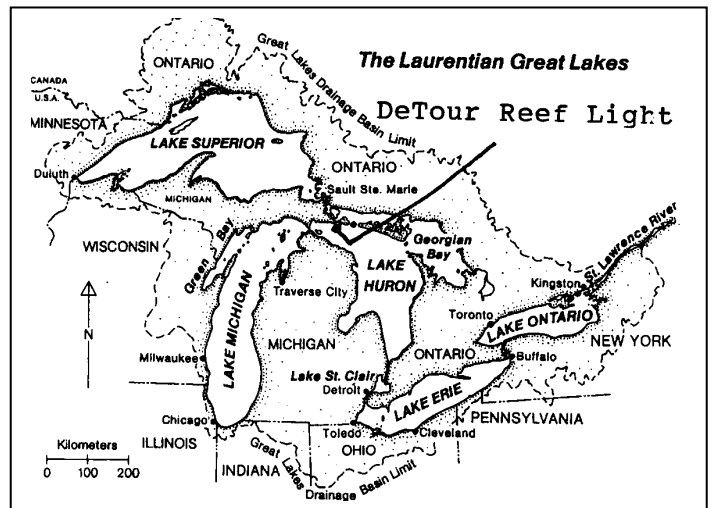 The Laurentian Great Lakes
DeTour Reef Light
Great Lakes Drainage Basin Limit
ONTARIO
CANADA
U.S.A.
MINNESOTA
LAKE SUPERIOR
Duluth
ONTARIO
Sault Ste. Marie
MICHIGAN
WISCONSIN
Green Bay
Georgian
Bay
St. Lawrence River
LAKE
HURON
Kingston
Traverse City
Toronto
LAKE ONTARIO
N
LAKE MICHIGAN
MICHIGAN
ONTARIO
NEW YORK
Milwaukee
Lake St. Clair
Buffalo
Detroit
LAKE ERIE
PENNSYLVANIA
Chicago
Toledo
Cleveland
Kilometers
ILLINOIS
OHIO
0 100 200
INDIANA
Great Lakes
Drainage Basin Limit